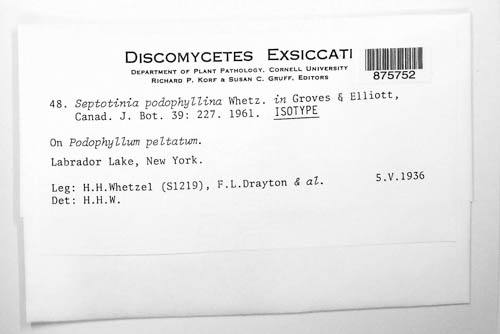 DISCOMYCETES EXSICCATI
DEPARTMENT OF PLANT PATHOLOGY, CORNELL UNIVERSITY
RICHARD P. KORF & SUSAN C. GRUFF, EDITORS
875752
48. Septotinia podophyllina Whetz. in Groves & Elliott,
Canad. J. Bot. 39: 227. 1961. ISOTYPE
On Podophyllum peltatum.
Labrador Lake, New York.
Leg: H.H.Whetzel (S1219), F.L.Drayton & al. 5.V.1936
Det: H.H.W.